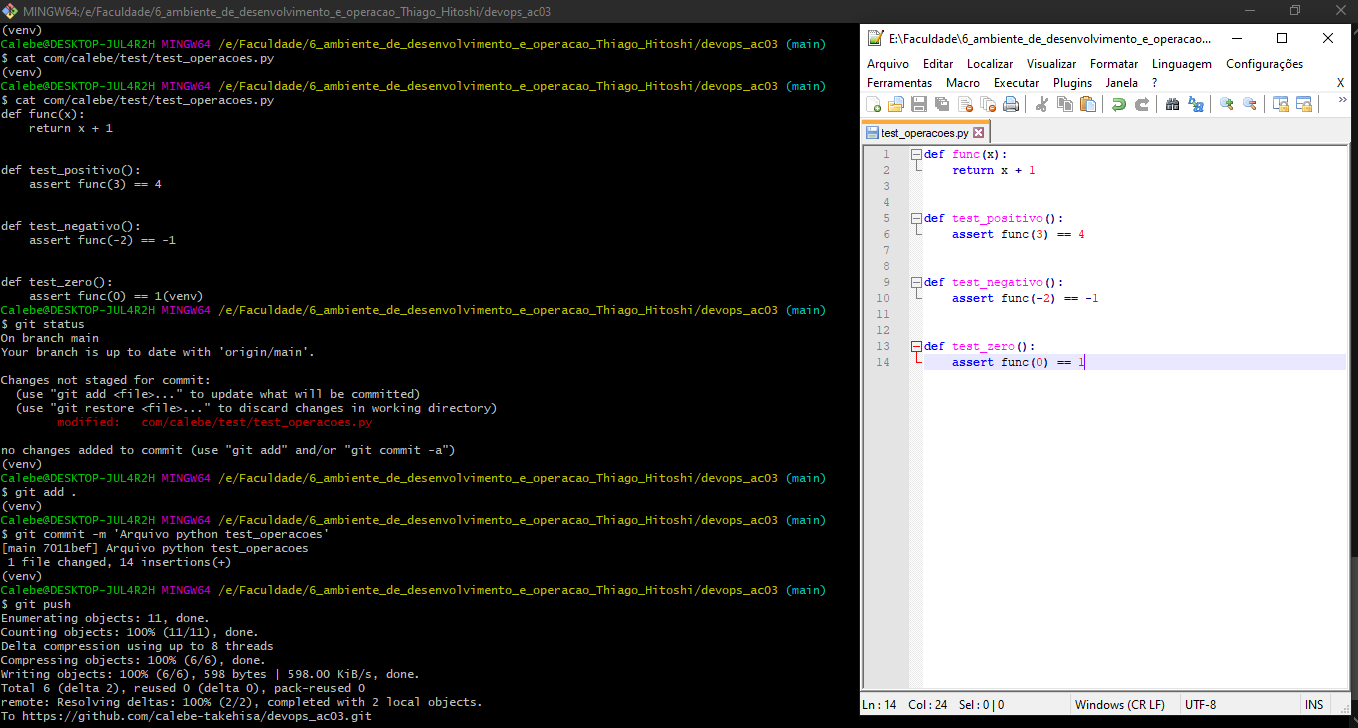 MINGW64:/e/Faculdade/6_ambiente_de_desenvolvimento_e_operacao_Thiago_Hitoshi/devops_ac03
(venv)
Calebe@DESKTOP-JUL4R2H MINGW64 /e/Faculdade/6_ambiente_de_desenvolvimento_e_operacao_Thiago_Hitoshi/devops_ac03 (main)
$ cat com/calebe/test/test_operacoes.py
(venv)
Calebe@DESKTOP-JUL4R2H MINGW64 /e/Faculdade/6_ambiente_de_desenvolvimento_e_operacao_Thiago_Hitoshi/devops_ac03 (main)
$ cat com/calebe/test/test_operacoes.py
def func(x):
    return x + 1
def test_positivo():
    assert func(3) == 4
def test_negativo():
    assert func(-2) == -1
def test_zero():
    assert func(0) == 1(venv)
Calebe@DESKTOP-JUL4R2H MINGW64 /e/Faculdade/6_ambiente_de_desenvolvimento_e_operacao_Thiago_Hitoshi/devops_ac03 (main)
$ git status
On branch main
Your branch is up to date with 'origin/main'.
Changes not staged for commit:
  (use "git add <file>..." to update what will be committed)
  (use "git restore <file>..." to discard changes in working directory)
        modified:   com/calebe/test/test_operacoes.py
no changes added to commit (use "git add" and/or "git commit -a")
(venv)
Calebe@DESKTOP-JUL4R2H MINGW64 /e/Faculdade/6_ambiente_de_desenvolvimento_e_operacao_Thiago_Hitoshi/devops_ac03 (main)
$ git add .
(venv)
Calebe@DESKTOP-JUL4R2H MINGW64 /e/Faculdade/6_ambiente_de_desenvolvimento_e_operacao_Thiago_Hitoshi/devops_ac03 (main)
$ git commit -m 'Arquivo python test_operacoes'
[main 7011bef] Arquivo python test_operacoes
 1 file changed, 14 insertions(+)
(venv)
Calebe@DESKTOP-JUL4R2H MINGW64 /e/Faculdade/6_ambiente_de_desenvolvimento_e_operacao_Thiago_Hitoshi/devops_ac03 (main)
$ git push
Enumerating objects: 11, done.
Counting objects: 100% (11/11), done.
Delta compression using up to 8 threads
Compressing objects: 100% (6/6), done.
Writing objects: 100% (6/6), 598 bytes | 598.00 KiB/s, done.
Total 6 (delta 2), reused 0 (delta 0), pack-reused 0
remote: Resolving deltas: 100% (2/2), completed with 2 local objects.
To https://github.com/calebe-takehisa/devops_ac03.git
E:\Faculdade\6_ambiente_de_desenvolvimento_e_operacao...
Arquivo Editar Localizar Visualizar Formatar Linguagem Configurações
Ferramentas Macro Executar Plugins Janela ? X
test_operacoes.py
1 def func(x):
2     return x + 1
3
4
5 def test_positivo():
6     assert func(3) == 4
7
8
9 def test_negativo():
10     assert func(-2) == -1
11
12
13 def test_zero():
14     assert func(0) == 1
Ln : 14 Col : 24 Sel : 0 | 0 Windows (CR LF) UTF-8 INS